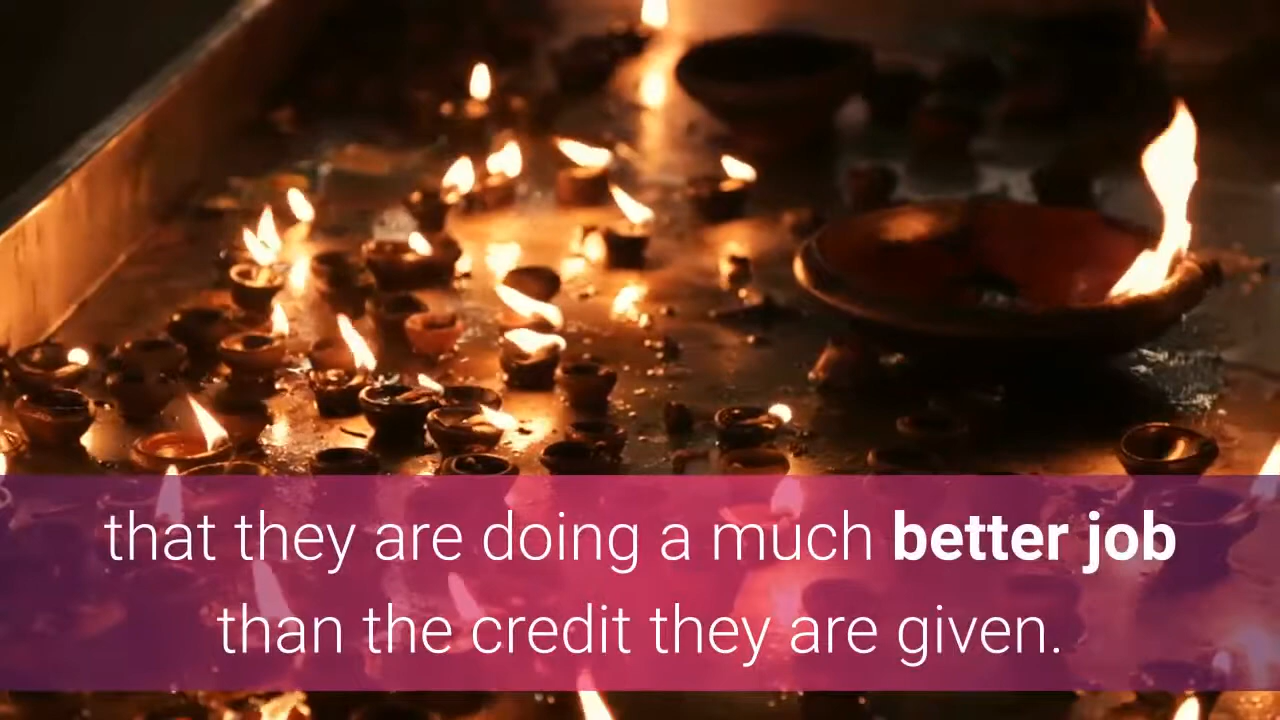 that they are doing a much better job
than the credit they are given.